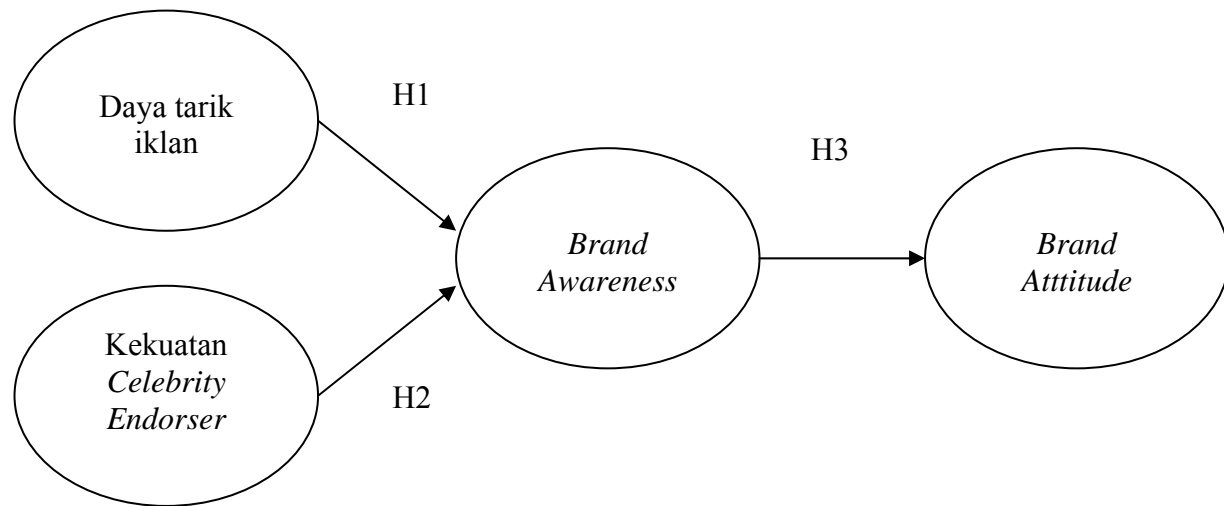 Daya tarik
iklan
H1
Kekuatan
Celebrity
Endorser
H2
Brand
Awareness
H3
Brand
Atttitude